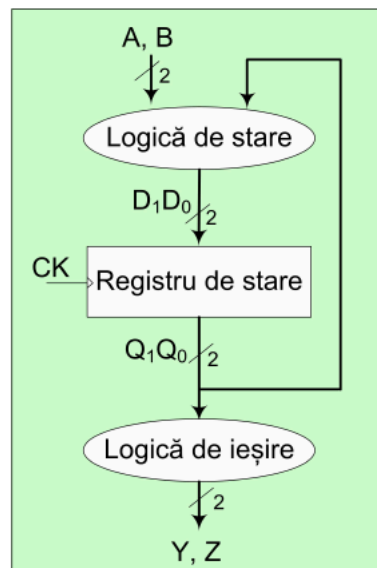 A, B
2
Logică de stare
D₁D₀
2
CK
Registru de stare
Q₁Q₀
2
Logică de ieșire
2
Y, Z